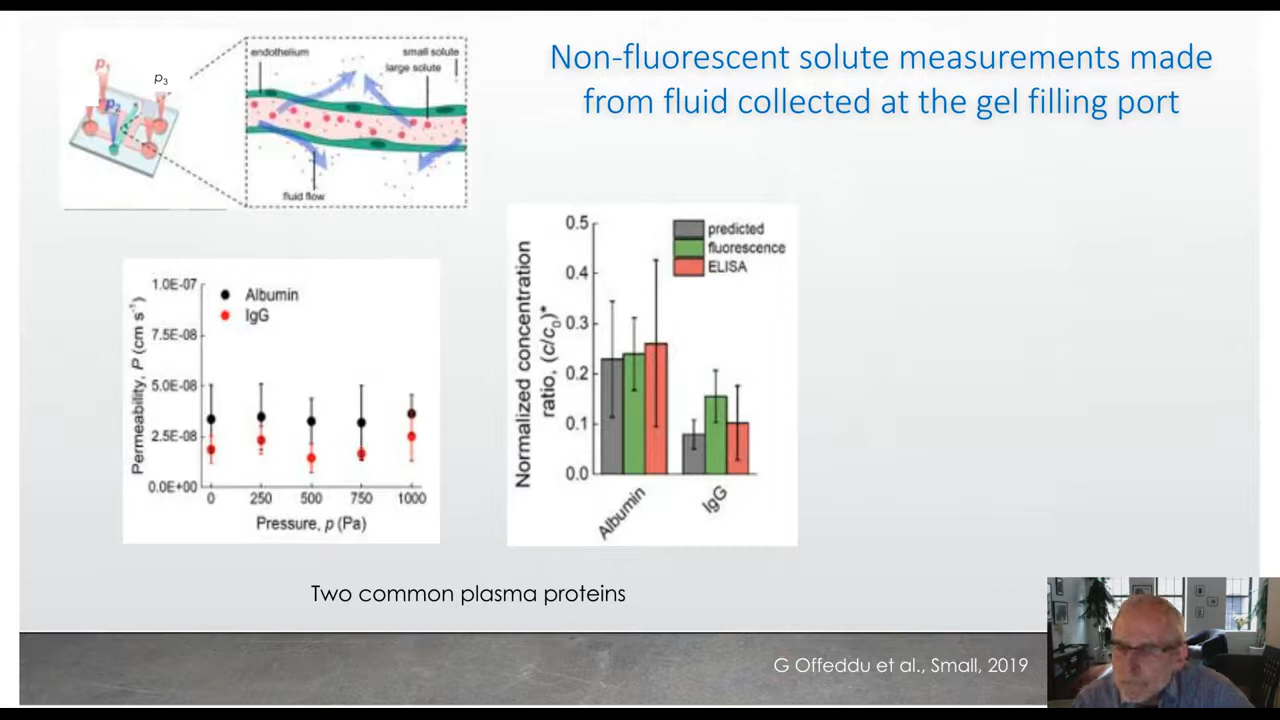 Non-fluorescent solute measurements made
from fluid collected at the gel filling port
p1
p2
p3
endothelium
small solute
large solute
fluid flow
Permeability, P (cm s⁻¹)
1.0E-07
7.5E-08
5.0E-08
2.5E-08
0.0E+00
Albumin
IgG
0 250 500 750 1000
Pressure, p (Pa)
Normalized concentration
ratio, (c/c0)*
0.5
0.4
0.3
0.2
0.1
0.0
predicted
fluorescence
ELISA
Albumin
IgG
Two common plasma proteins
G Offeddu et al., Small, 2019